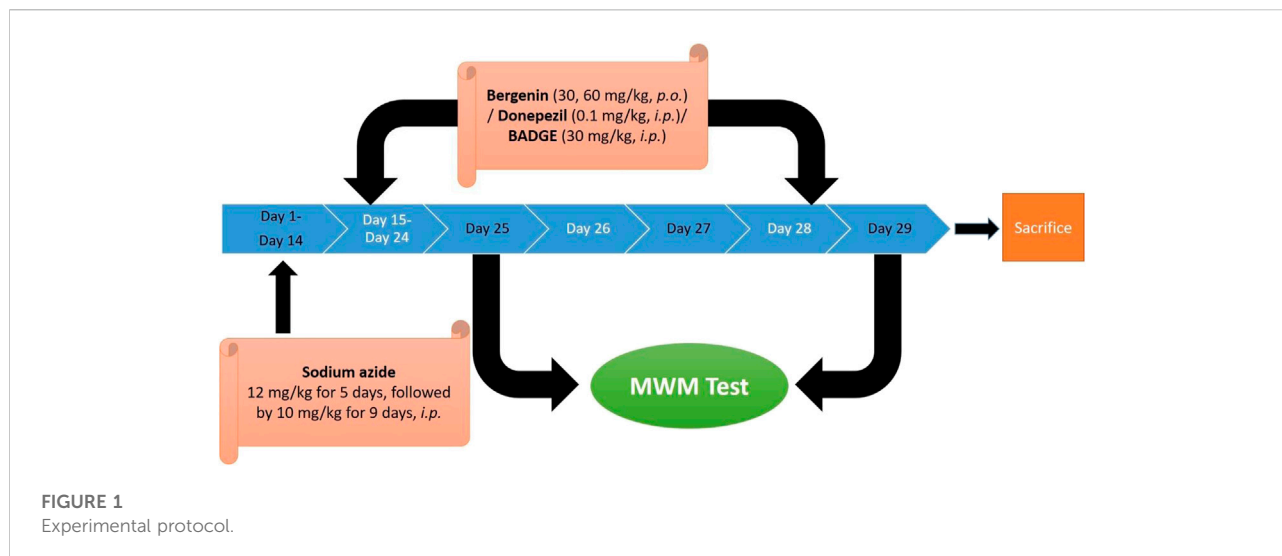 Bergenin (30, 60 mg/kg, p.o.)
/ Donepezil (0.1 mg/kg, i.p.)/
BADGE (30 mg/kg, i.p.)
Day 1-
Day 14
Day 15-
Day 24
Day 25
Day 26
Day 27
Day 28
Day 29
Sacrifice
Sodium azide
12 mg/kg for 5 days, followed
by 10 mg/kg for 9 days, i.p.
MWM Test
FIGURE 1
Experimental protocol.